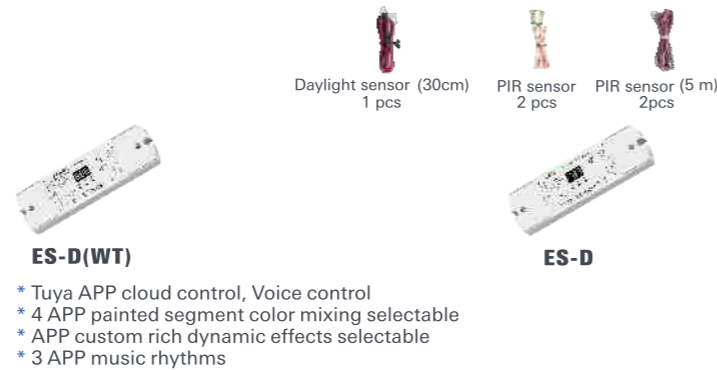 Daylight sensor (30cm)
1 pcs
PIR sensor
2 pcs
PIR sensor (5 m)
2pcs
ES-D(WT)
ES-D
* Tuya APP cloud control, Voice control
* 4 APP painted segment color mixing selectable
* APP custom rich dynamic effects selectable
* 3 APP music rhythms